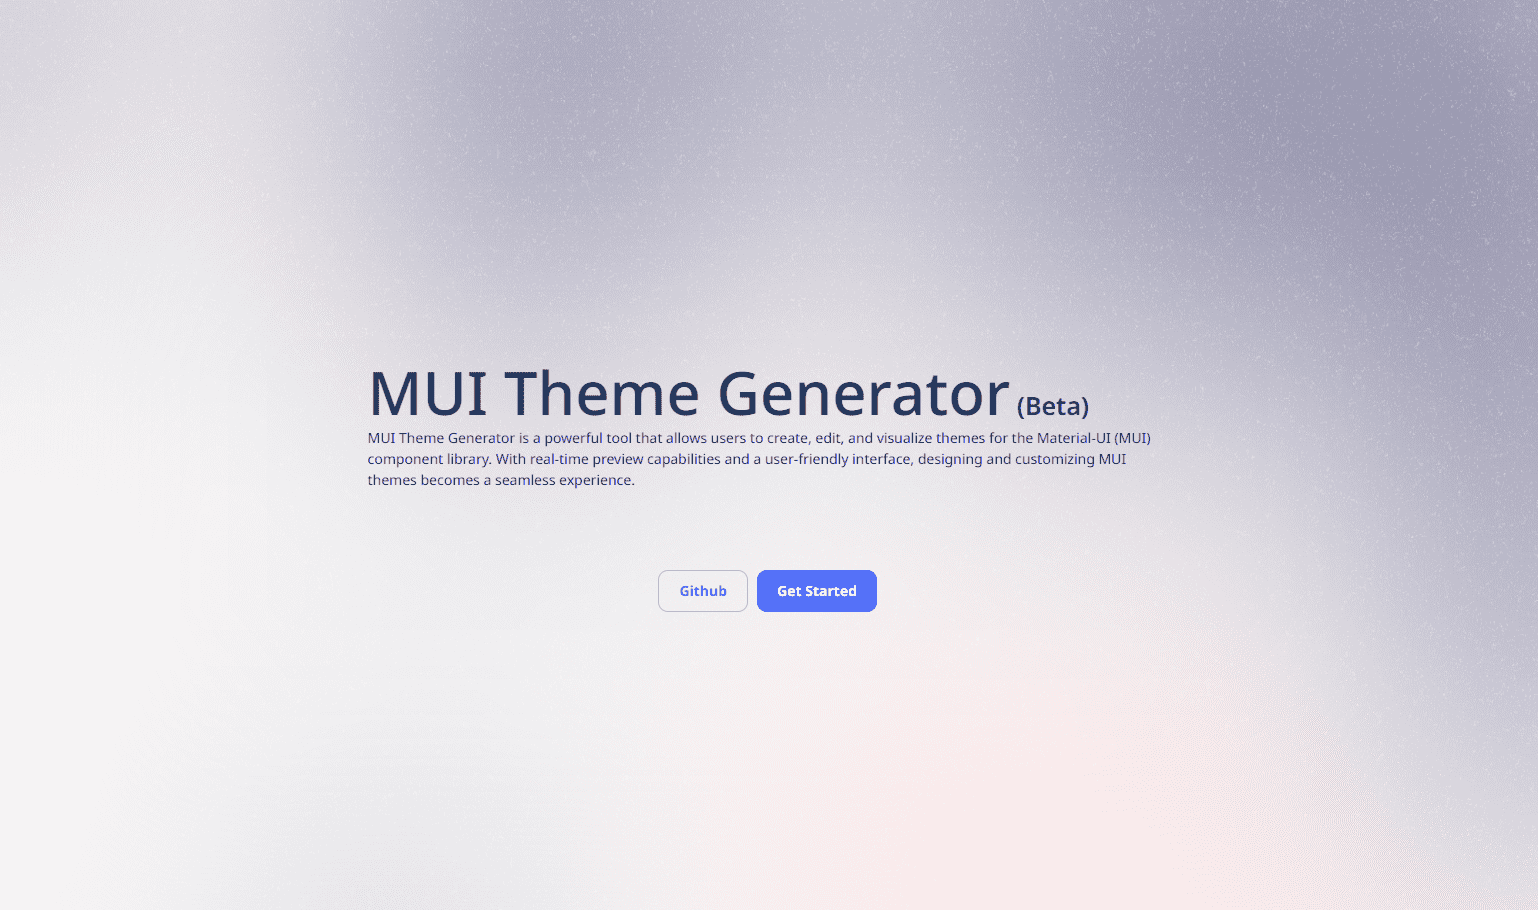 MUI Theme Generator (Beta)
MUI Theme Generator is a powerful tool that allows users to create, edit, and visualize themes for the Material-UI (MUI)
component library. With real-time preview capabilities and a user-friendly interface, designing and customizing MUI
themes becomes a seamless experience.
Github
Get Started